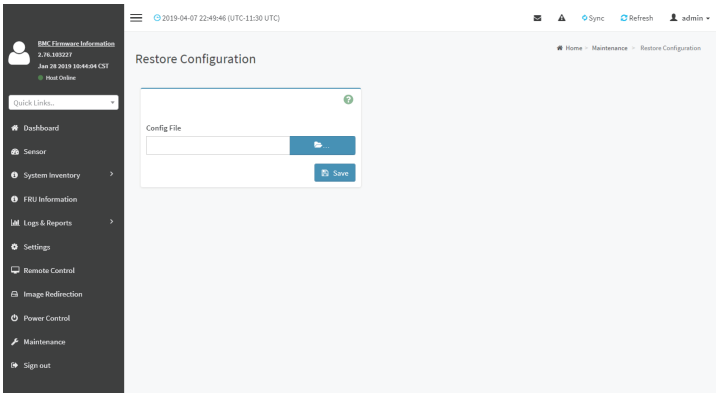 2019-04-07 22:49:46 (UTC-11:30 UTC)
Sync
Refresh
admin
BMC Firmware Information
2.76.103227
Jan 28 2019 10:44:04 CST
Host Online
Quick Links..
Dashboard
Sensor
System Inventory
FRU Information
Logs & Reports
Settings
Remote Control
Image Redirection
Power Control
Maintenance
Sign out
Restore Configuration
Home > Maintenance > Restore Configuration
Config File
...
Save